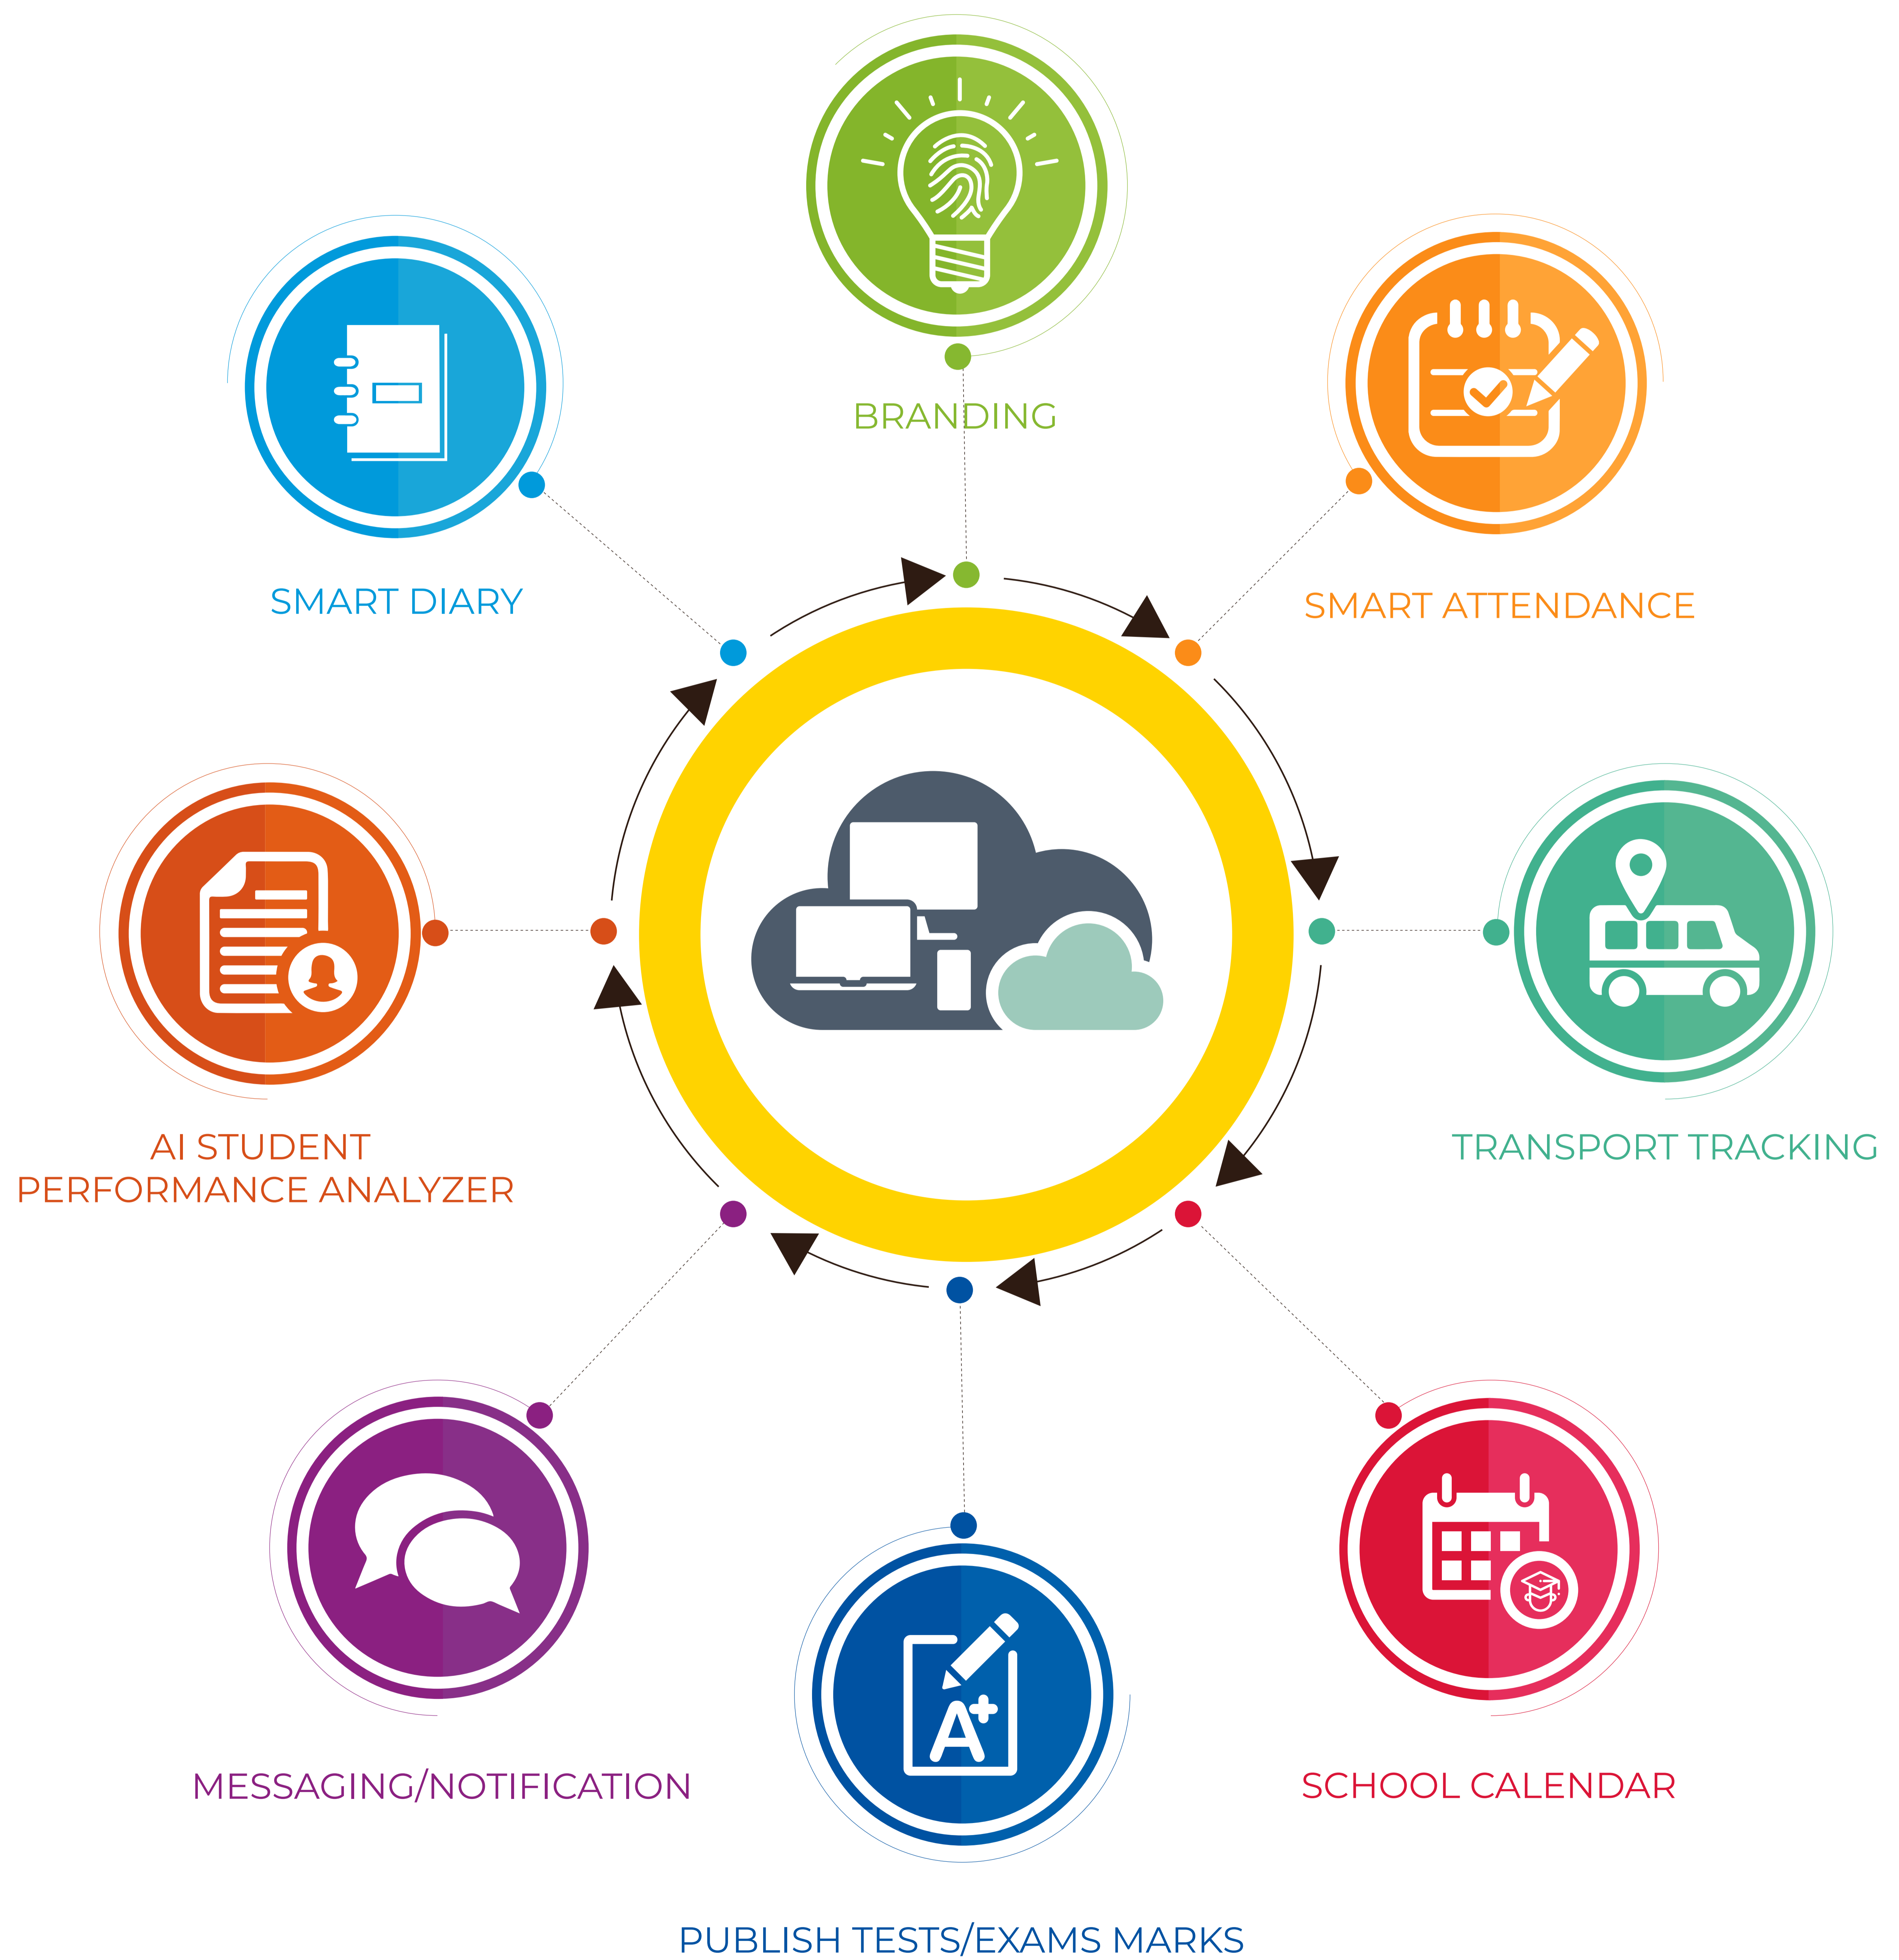 BRANDING
SMART DIARY
SMART ATTENDANCE
AI STUDENT
PERFORMANCE ANALYZER
TRANSPORT TRACKING
MESSAGING/NOTIFICATION
A+
SCHOOL CALENDAR
PUBLISH TESTS/EXAMS MARKS